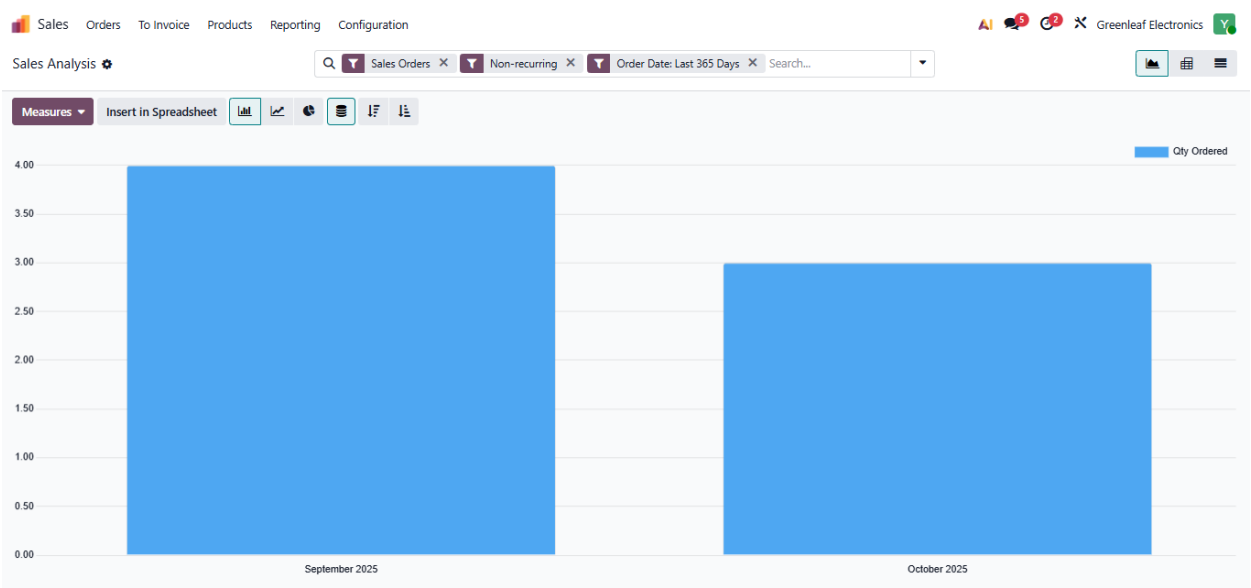 Sales Orders To Invoice Products Reporting Configuration AI 5 2 Greenleaf Electronics Y
Sales Analysis Sales Orders Non-recurring Order Date: Last 365 Days Search...
Measures Insert in Spreadsheet
Qty Ordered
4.00
3.50
3.00
2.50
2.00
1.50
1.00
0.50
0.00
September 2025 October 2025